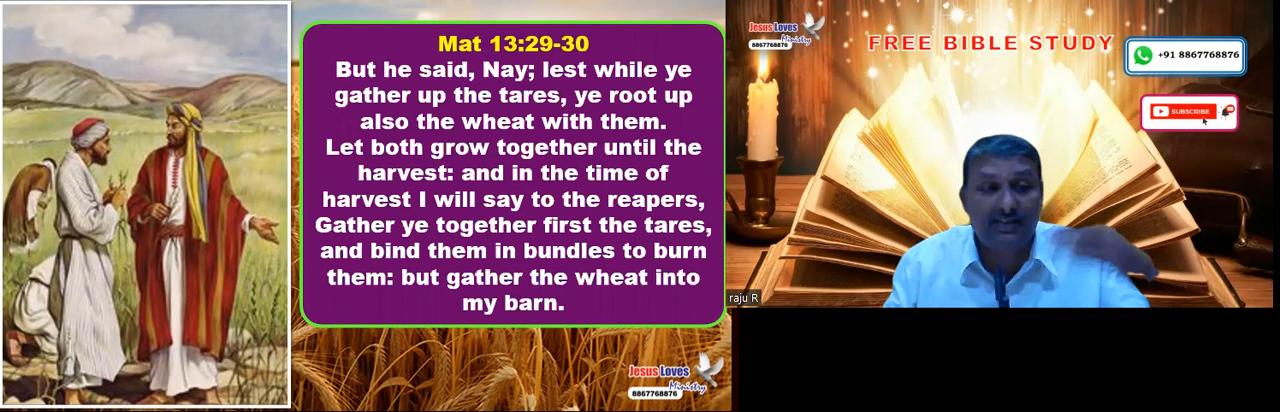 Mat 13:29-30
But he said, Nay; lest while ye
gather up the tares, ye root up
also the wheat with them.
Let both grow together until the
harvest: and in the time of
harvest I will say to the reapers,
Gather ye together first the tares,
and bind them in bundles to burn
them: but gather the wheat into
my barn.
Jesus Loves
Ministry
8867768876
Jesus Loves
Ministry
8867768876
FREE BIBLE STUDY
+91 8867768876
SUBSCRIBE
raju R